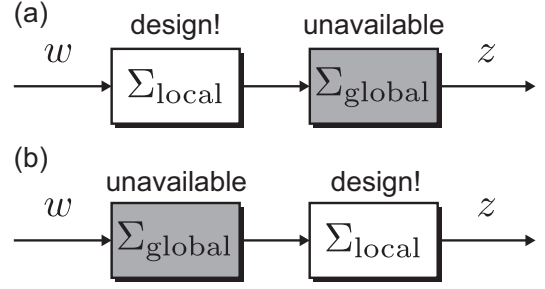 (a)
design! unavailable
w Σlocal Σglobal z
(b)
unavailable design!
w Σglobal Σlocal z